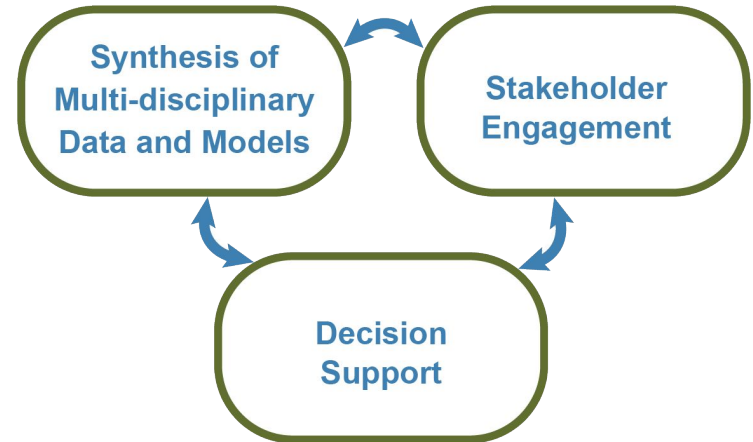 Synthesis of
Multi-disciplinary
Data and Models
Stakeholder
Engagement
Decision
Support